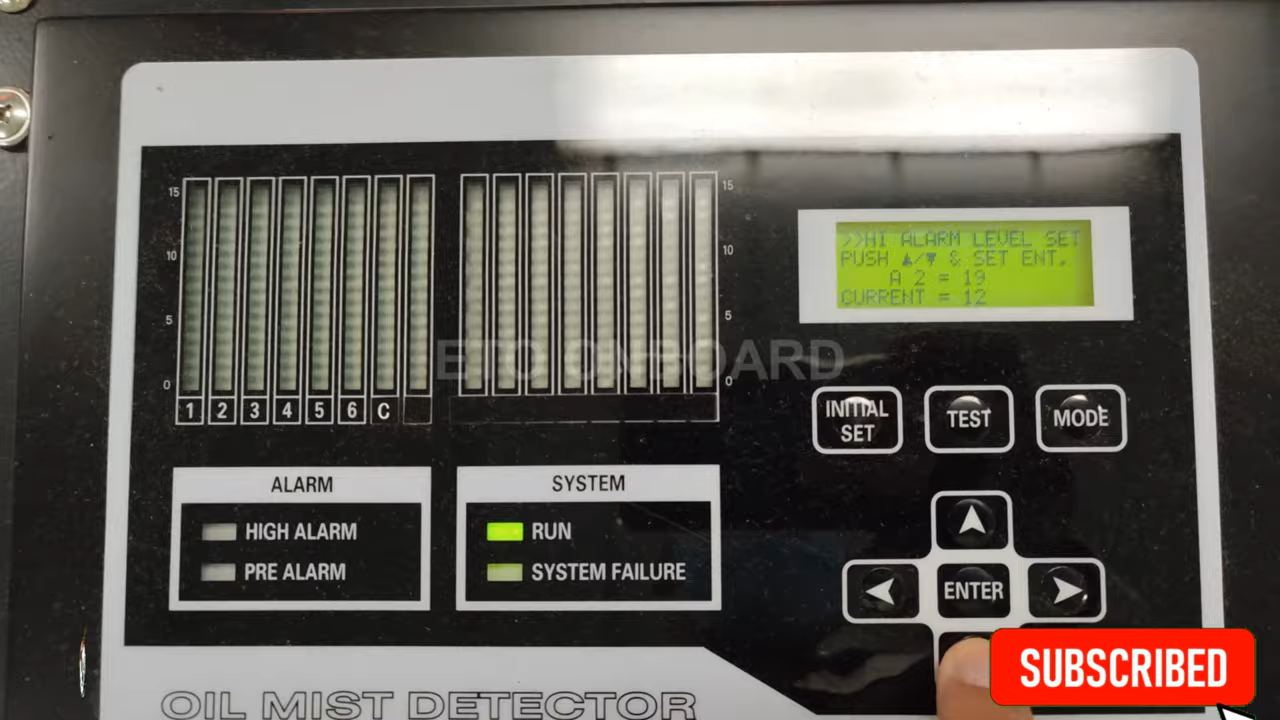 15
10
5
0
15
10
5
0
1 2 3 4 5 6 C
>>HI ALARM LEVEL SET
PUSH ▲/▼ & SET ENT.
A 2 = 19
CURRENT = 12
INITIAL
SET
TEST
MODE
ETO ONBOARD
ALARM
HIGH ALARM
PRE ALARM
SYSTEM
RUN
SYSTEM FAILURE
ENTER
OIL MIST DETECTOR
SUBSCRIBED